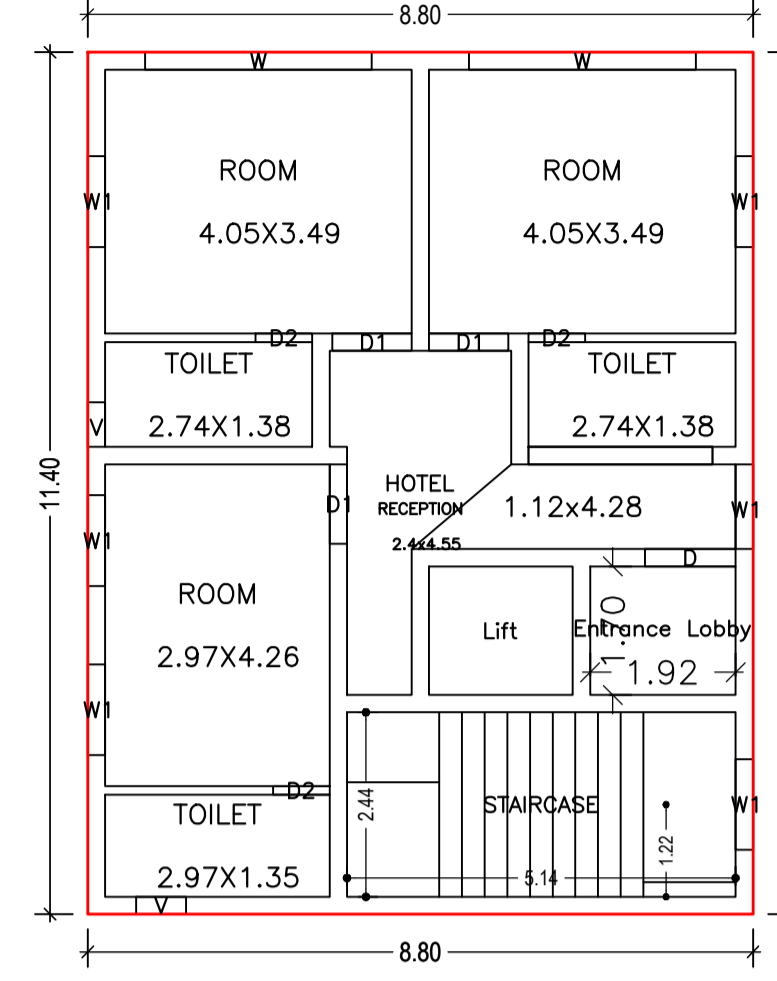 8.80
W
W
ROOM
ROOM
W1
W1
4.05X3.49
4.05X3.49
D2
D1
D1
D2
TOILET
TOILET
V
2.74X1.38
2.74X1.38
11.40
HOTEL
RECEPTION
D1
1.12x4.28
W1
W1
2.4x4.55
D
ROOM
Lift
Entrance Lobby
1.70
2.97X4.26
1.92
W1
D2
TOILET
2.44
STAIRCASE
W1
1.22
2.97X1.35
5.14
V
8.80